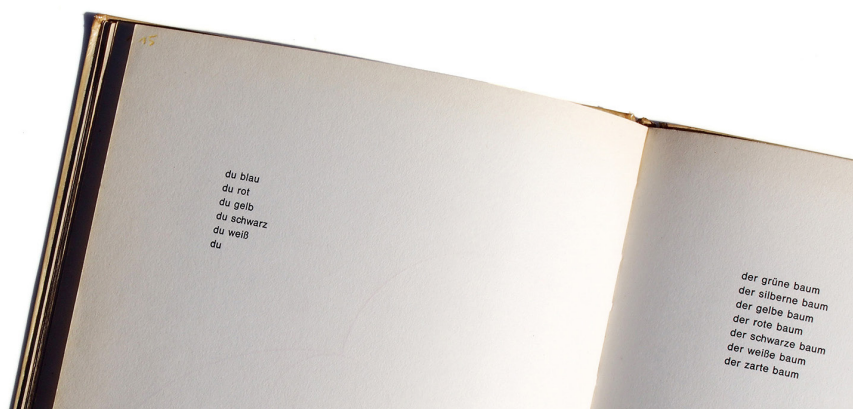 15
du blau
du rot
du gelb
du schwarz
du weiß
du
der grüne baum
der silberne baum
der gelbe baum
der rote baum
der schwarze baum
der weiße baum
der zarte baum